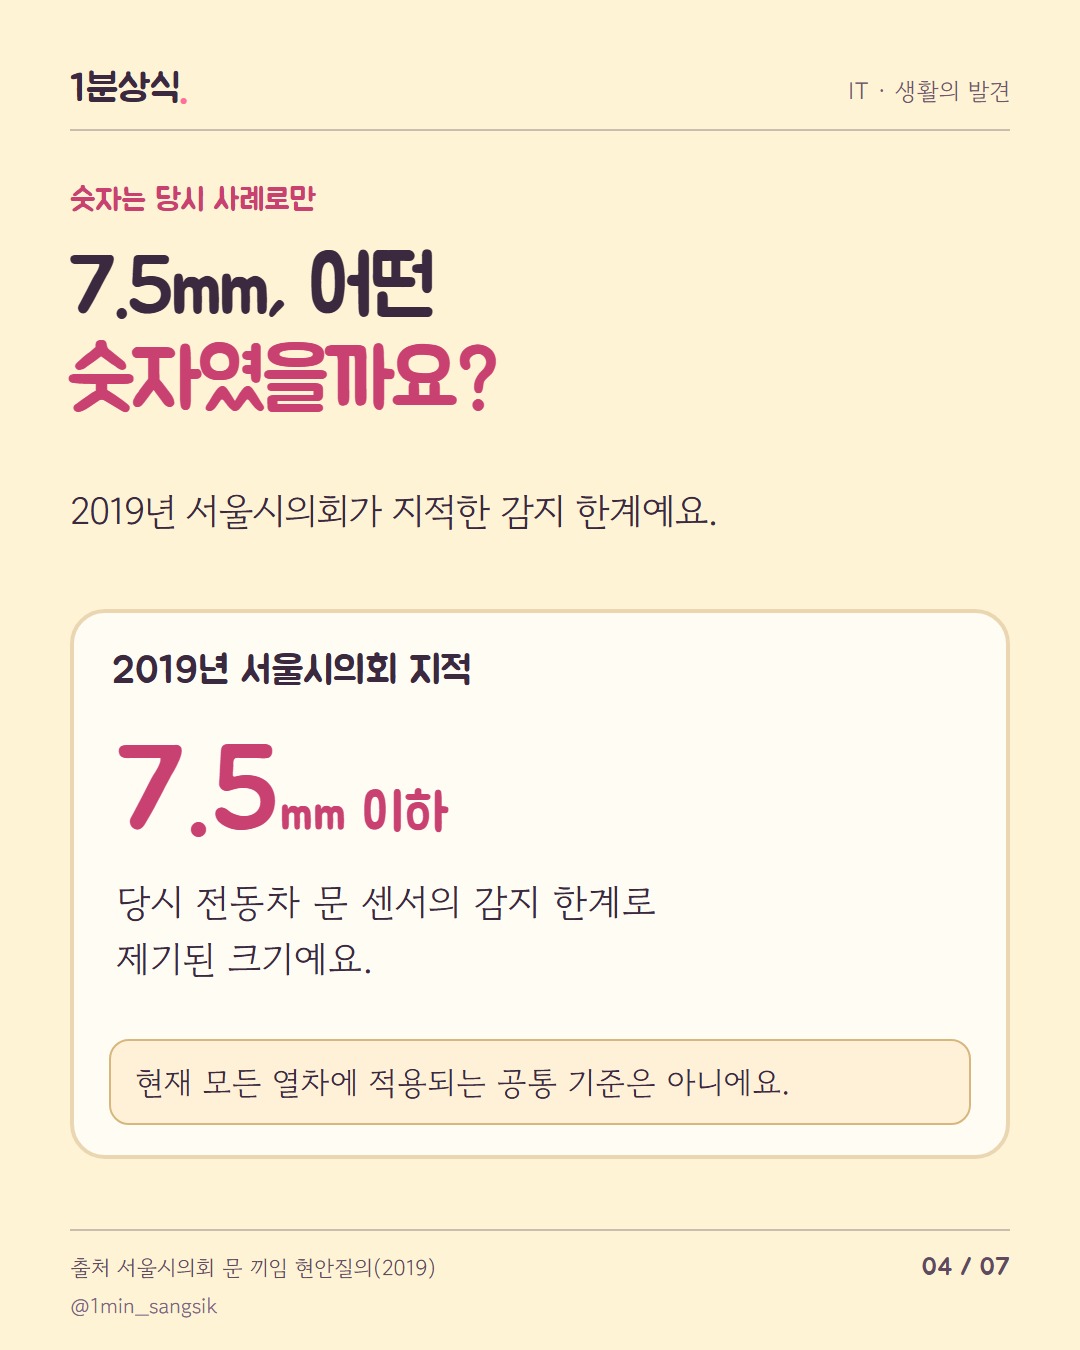 1분상식.
IT · 생활의 발견
숫자는 당시 사례로만
7.5mm, 어떤
숫자였을까요?
2019년 서울시의회가 지적한 감지 한계예요.
2019년 서울시의회 지적
7.5mm 이하
당시 전동차 문 센서의 감지 한계로
제기된 크기예요.
현재 모든 열차에 적용되는 공통 기준은 아니에요.
출처 서울시의회 문 끼임 현안질의(2019)
04 / 07
@1min_sangsik